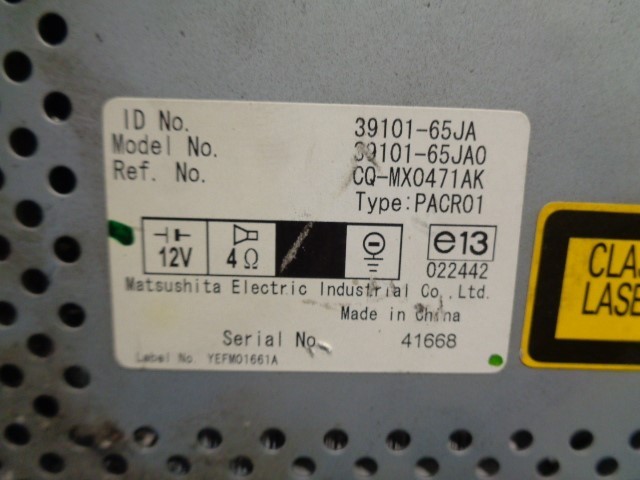 ID No. 39101-65JA
Model No. 39101-65JA0
Ref. No. CQ-MX0471AK
Type:PACR01
12V 4Ω e13
022442
Matsushita Electric Industrial Co.,Ltd.
Made in China
Serial No. 41668
Label No. YEFM01661A
CLA
LASE